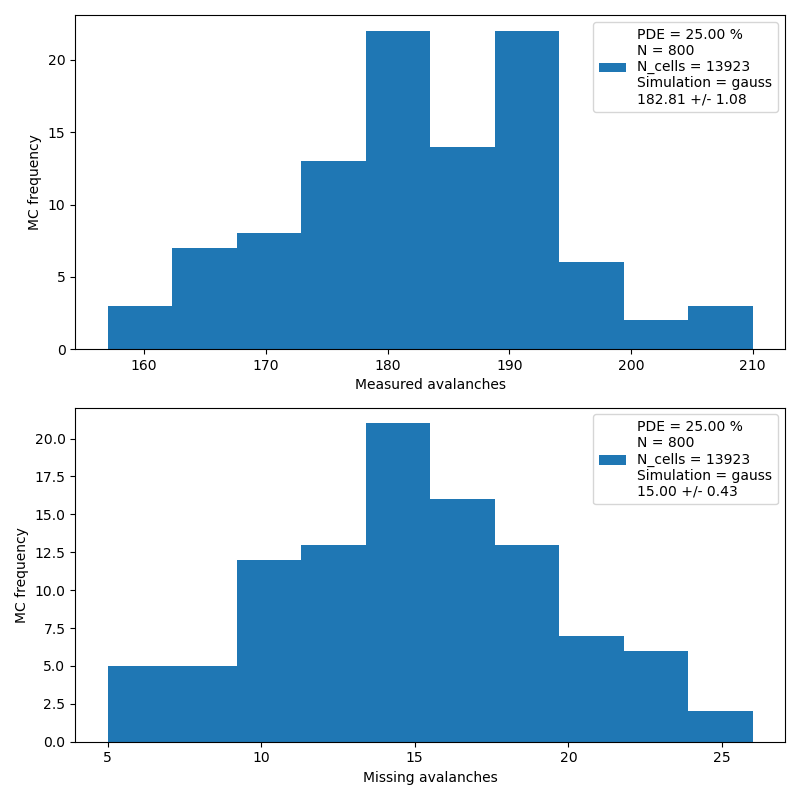 PDE = 25.00 %
N = 800
N_cells = 13923
Simulation = gauss
182.81 +/- 1.08
MC frequency
20
15
10
5
0
160 170 180 190 200 210
Measured avalanches
PDE = 25.00 %
N = 800
N_cells = 13923
Simulation = gauss
15.00 +/- 0.43
MC frequency
20.0
17.5
15.0
12.5
10.0
7.5
5.0
2.5
0.0
5 10 15 20 25
Missing avalanches